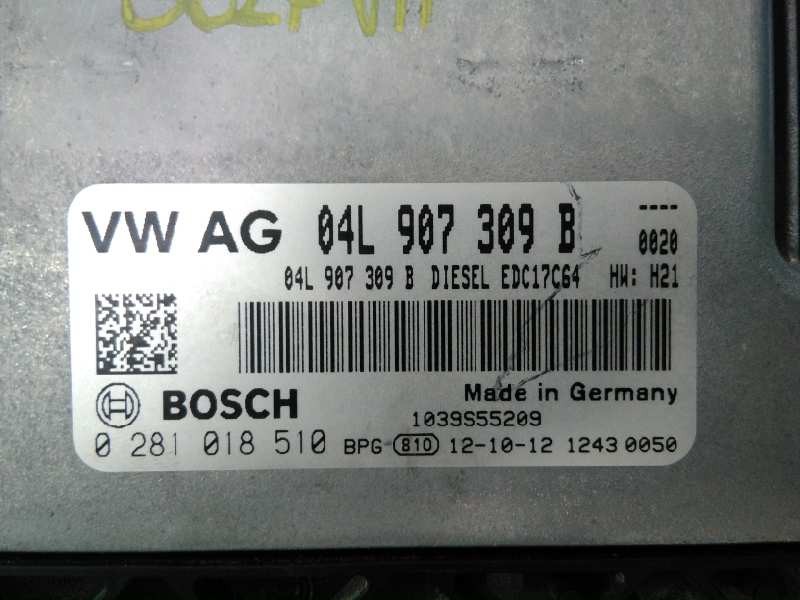 VW AG 04L 907 309 B ----
0020
04L 907 309 B DIESEL EDC17C64 HW: H21
BOSCH Made in Germany
1039S55209
0 281 018 510 BPG 810 12-10-12 1243 0050